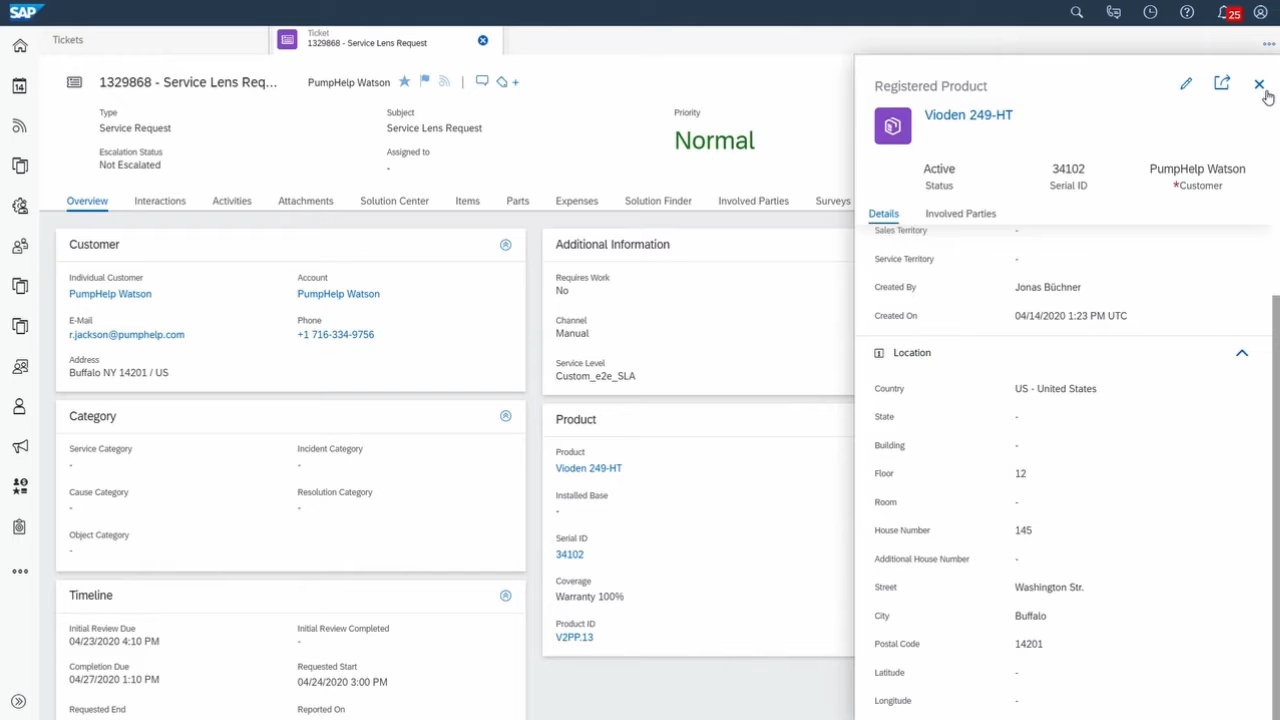 SAP
25
Tickets
Ticket
1329868 - Service Lens Request
14
1329868 - Service Lens Req...
PumpHelp Watson
Type
Service Request
Subject
Service Lens Request
Priority
Normal
Escalation Status
Not Escalated
Assigned to
-
Overview Interactions Activities Attachments Solution Center Items Parts Expenses Solution Finder Involved Parties Surveys
Customer
Individual Customer
PumpHelp Watson
Account
PumpHelp Watson
E-Mail
r.jackson@pumphelp.com
Phone
+1 716-334-9756
Address
Buffalo NY 14201 / US
Category
Service Category
-
Incident Category
-
Cause Category
-
Resolution Category
-
Object Category
-
Timeline
Initial Review Due
04/23/2020 4:10 PM
Initial Review Completed
-
Completion Due
04/27/2020 1:10 PM
Requested Start
04/24/2020 3:00 PM
Requested End
Reported On
Additional Information
Requires Work
No
Channel
Manual
Service Level
Custom_e2e_SLA
Product
Product
Vioden 249-HT
Installed Base
-
Serial ID
34102
Coverage
Warranty 100%
Product ID
V2PP.13
Registered Product
Vioden 249-HT
Active
Status
34102
Serial ID
PumpHelp Watson
*Customer
Details Involved Parties
Sales Territory -
Service Territory -
Created By Jonas Büchner
Created On 04/14/2020 1:23 PM UTC
Location
Country US - United States
State -
Building -
Floor 12
Room -
House Number 145
Additional House Number -
Street Washington Str.
City Buffalo
Postal Code 14201
Latitude -
Longitude -